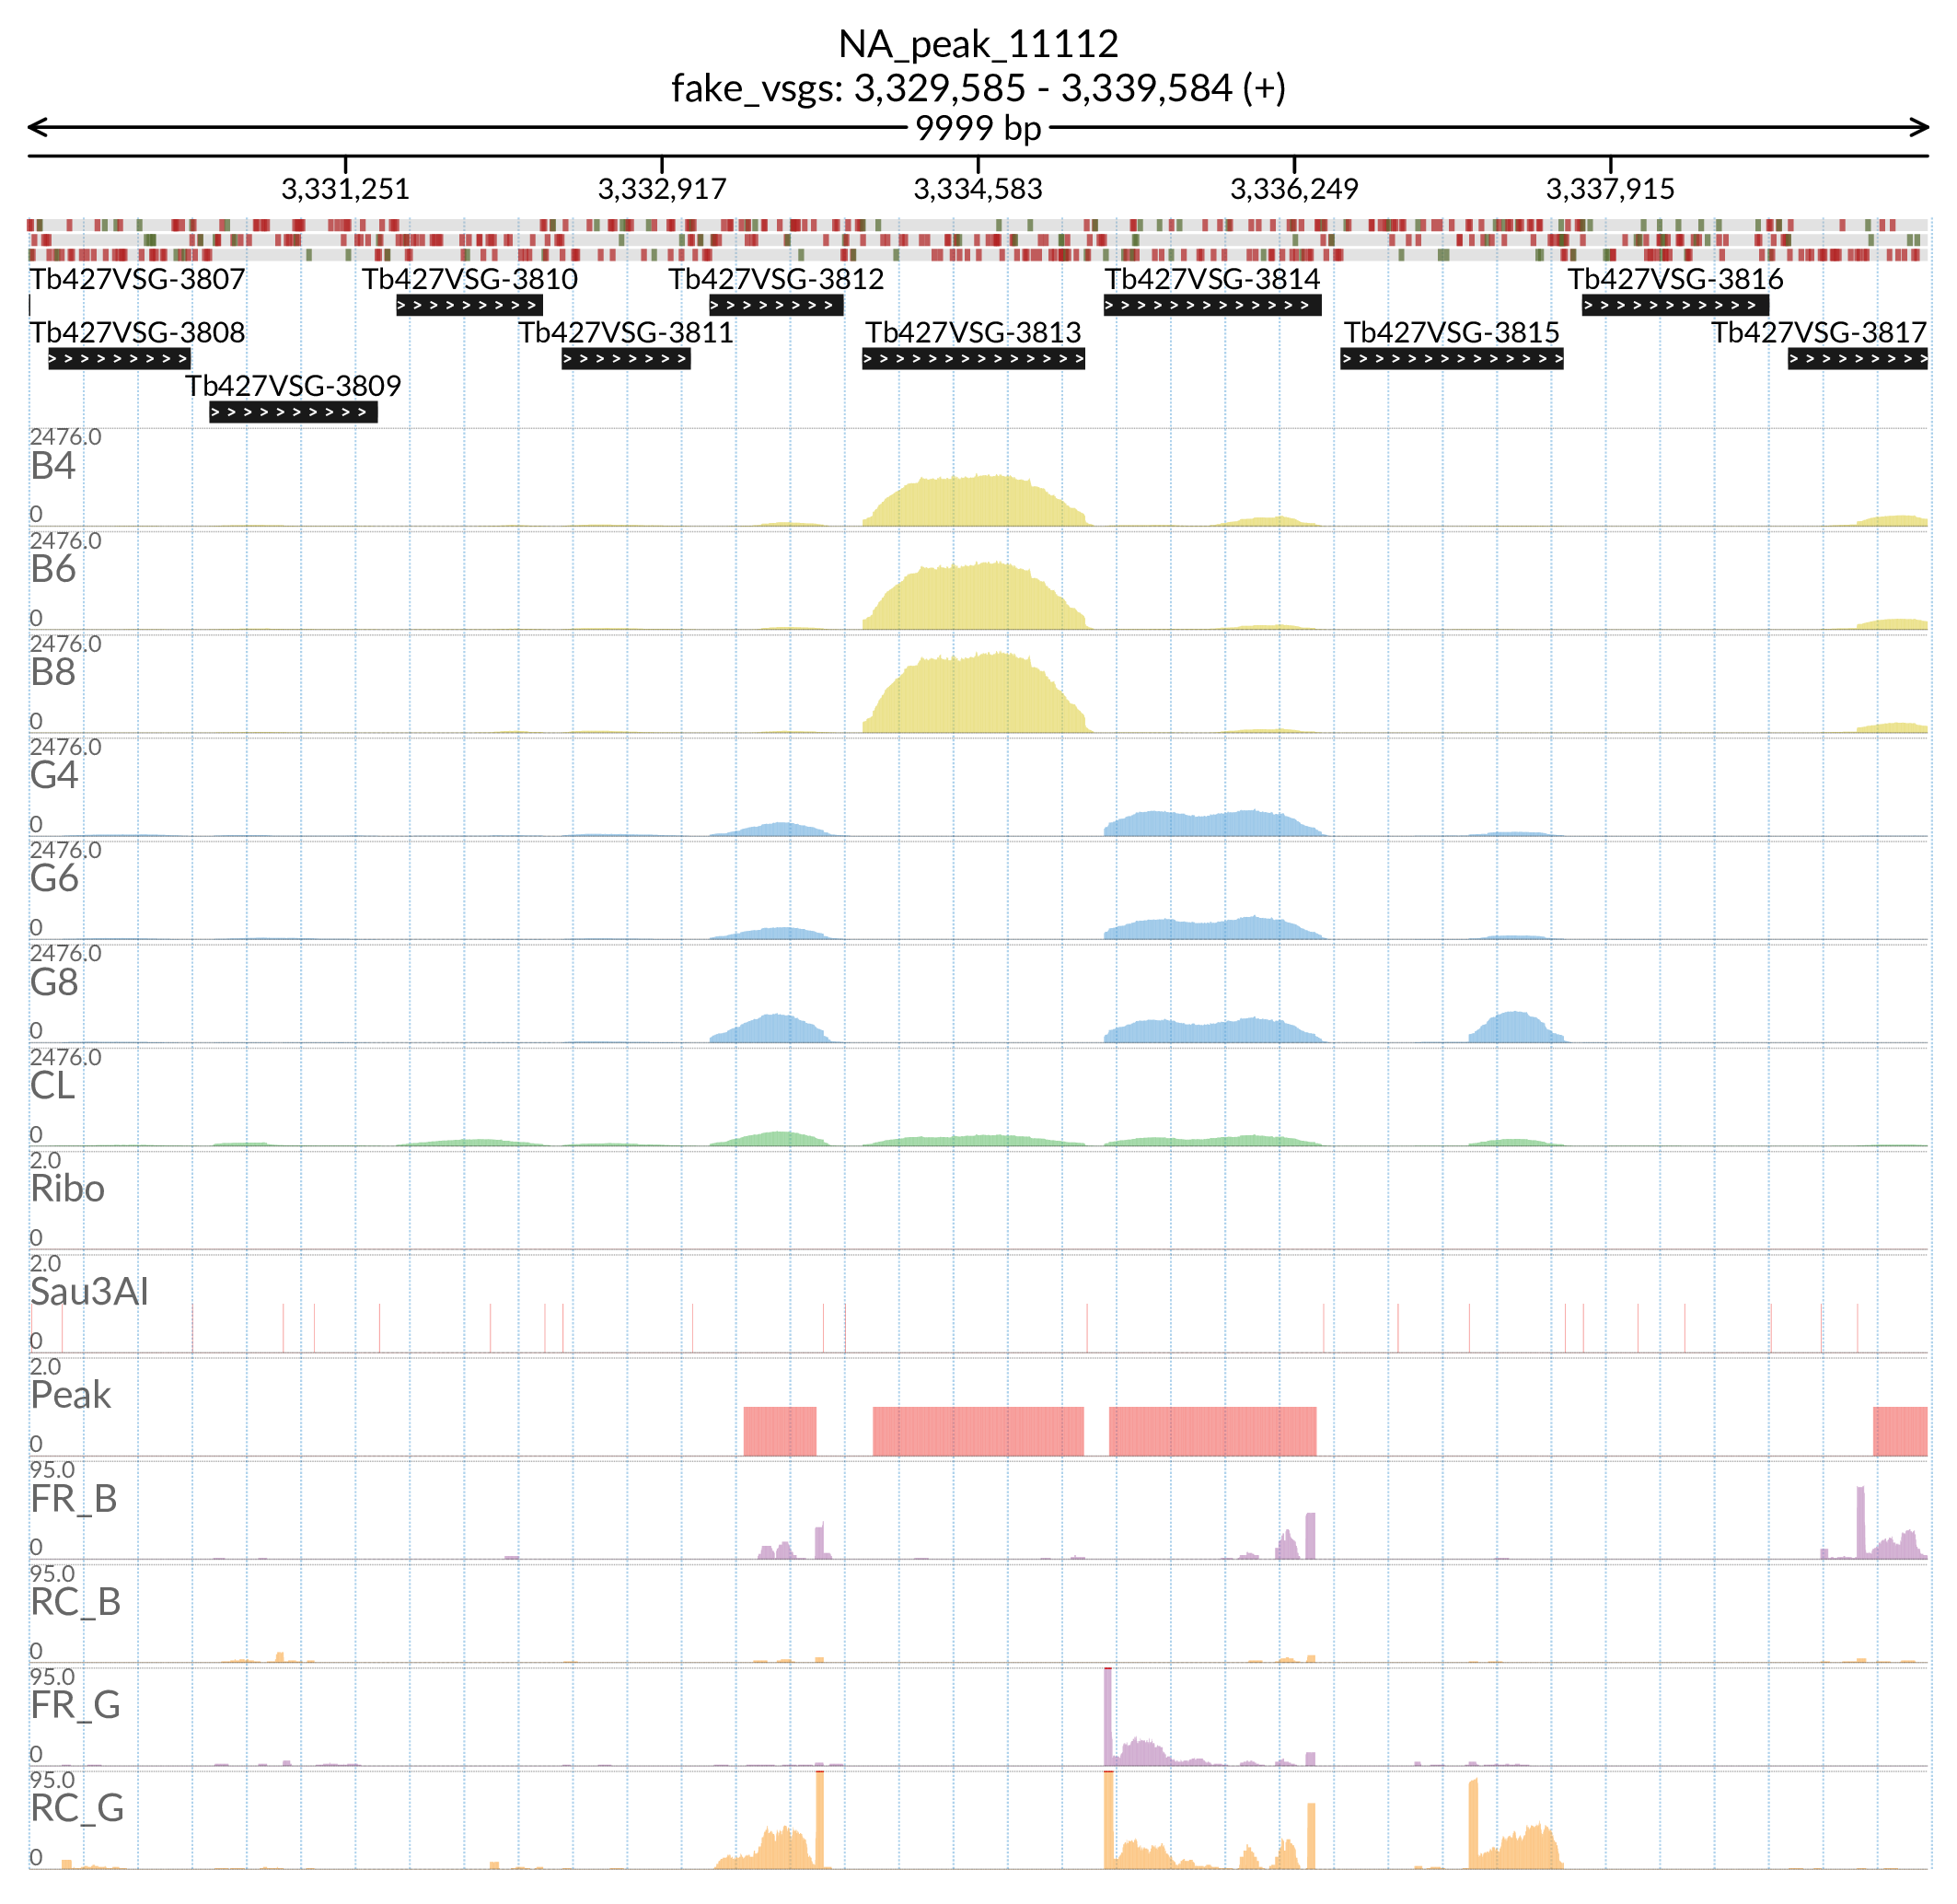 NA_peak_11112
fake_vsgs: 3,329,585 - 3,339,584 (+)
9999 bp
3,331,251 3,332,917 3,334,583 3,336,249 3,337,915
Tb427VSG-3807 Tb427VSG-3810 Tb427VSG-3812 Tb427VSG-3814 Tb427VSG-3816
Tb427VSG-3808 Tb427VSG-3811 Tb427VSG-3813 Tb427VSG-3815 Tb427VSG-3817
Tb427VSG-3809
2476.0
B4
0
2476.0
B6
0
2476.0
B8
0
2476.0
G4
0
2476.0
G6
0
2476.0
G8
0
2476.0
CL
0
2.0
Ribo
0
2.0
Sau3AI
0
2.0
Peak
0
95.0
FR_B
0
95.0
RC_B
0
95.0
FR_G
0
95.0
RC_G
0